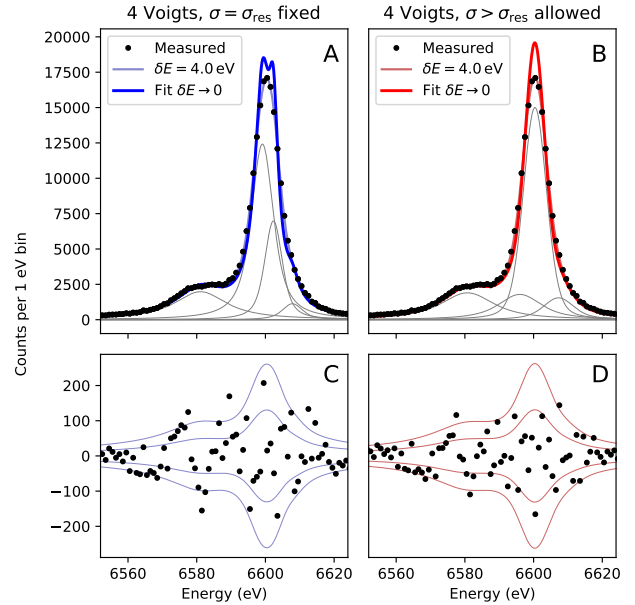 4 Voigts, σ = σres fixed
4 Voigts, σ > σres allowed
A
Measured
δE = 4.0 eV
Fit δE → 0
B
Measured
δE = 4.0 eV
Fit δE → 0
20000
17500
15000
12500
10000
7500
5000
2500
0
Counts per 1 eV bin
C
D
200
100
0
−100
−200
6560 6580 6600 6620
6560 6580 6600 6620
Energy (eV)
Energy (eV)